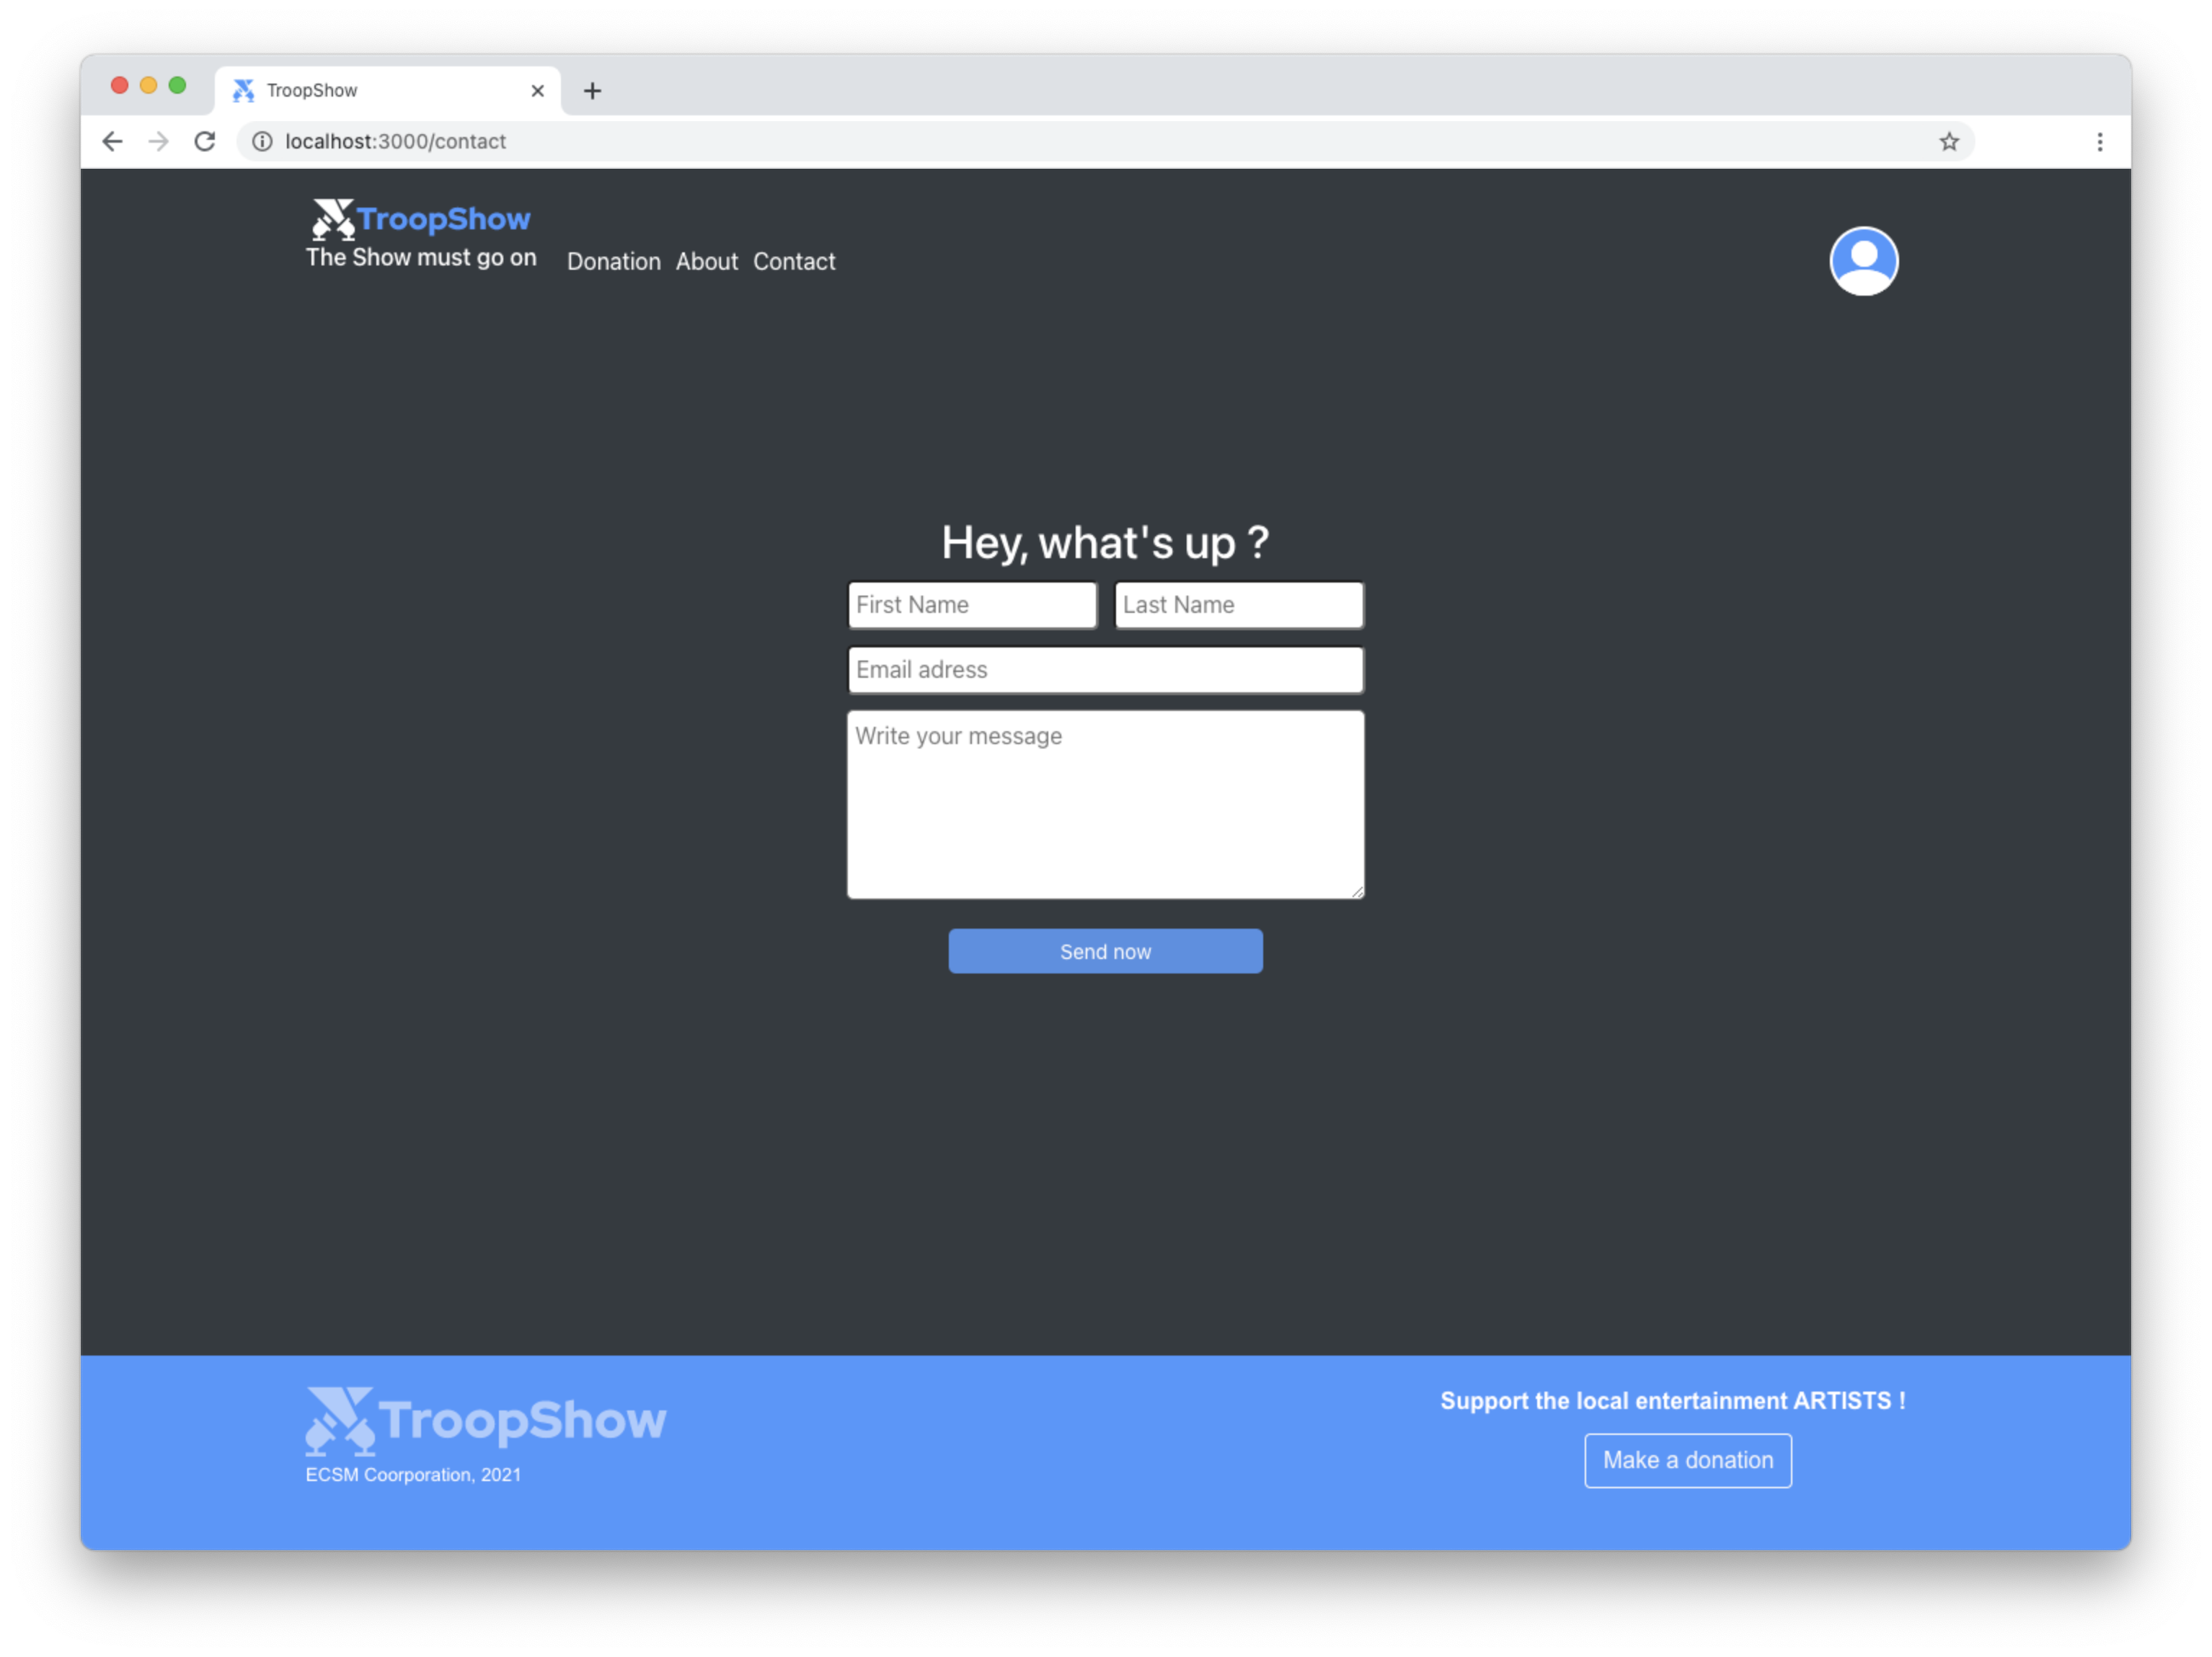 TroopShow
localhost:3000/contact
TroopShow
The Show must go on
Donation About Contact
Hey, what's up ?
First Name Last Name
Email adress
Write your message
Send now
TroopShow
ECSM Coorporation, 2021
Support the local entertainment ARTISTS !
Make a donation